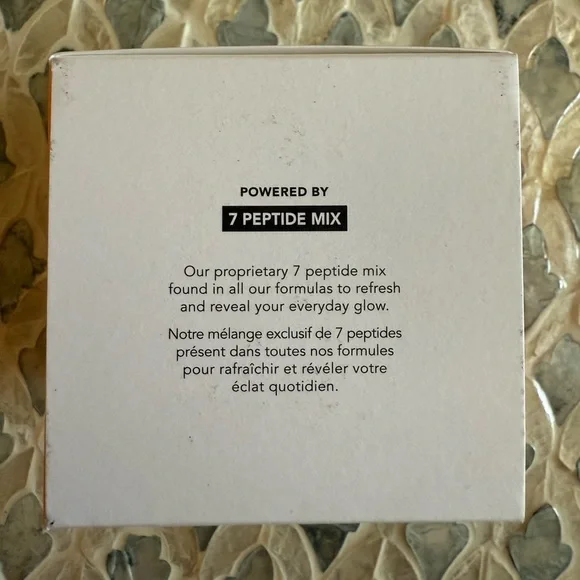 POWERED BY
7 PEPTIDE MIX
Our proprietary 7 peptide mix
found in all our formulas to refresh
and reveal your everyday glow.
Notre mélange exclusif de 7 peptides
présent dans toutes nos formules
pour rafraîchir et révéler votre
éclat quotidien.